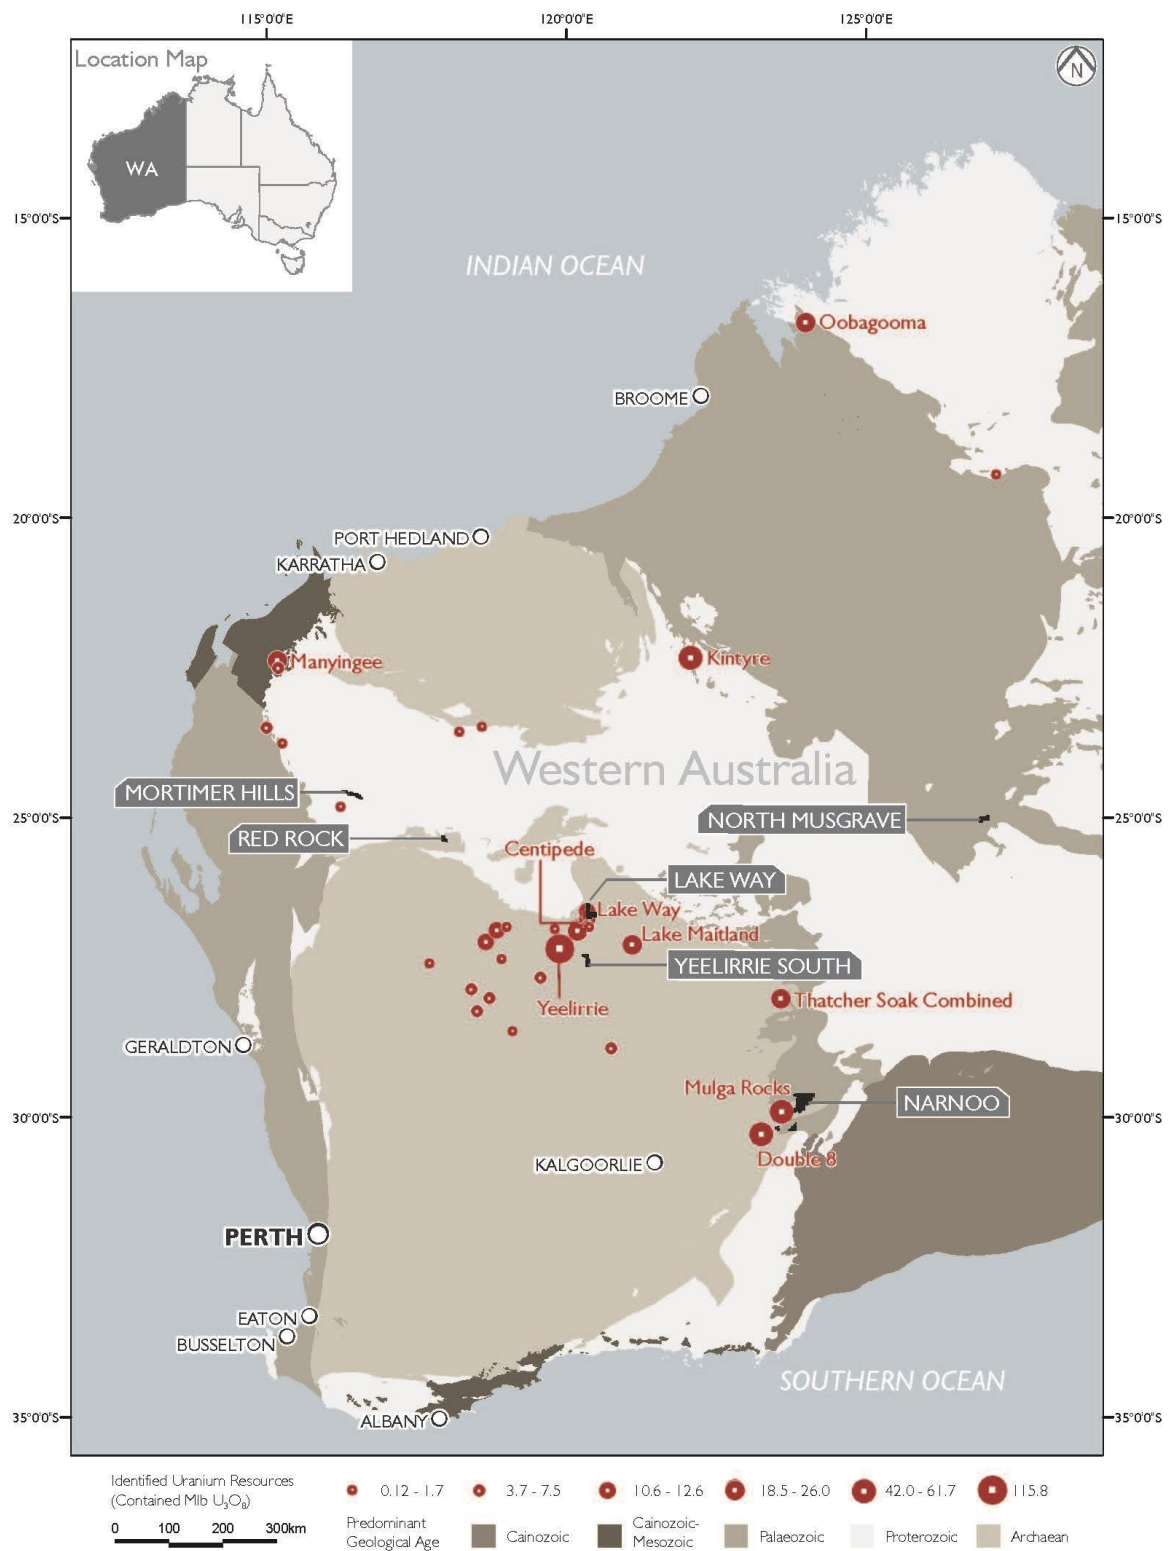 115°0'0"E
120°0'0"E
125°0'0"E
Location Map
WA
N
15°0'0"S
15°0'0"S
INDIAN OCEAN
Oobagooma
BROOME
20°0'0"S
20°0'0"S
PORT HEDLAND
KARRATHA
Manyingee
Kintyre
Western Australia
MORTIMER HILLS
25°0'0"S
NORTH MUSGRAVE
25°0'0"S
RED ROCK
Centipede
LAKE WAY
Lake Way
Lake Maitland
YEELIRRIE SOUTH
Yeelirrie
Thatcher Soak Combined
GERALDTON
Mulga Rocks
NARNOO
30°0'0"S
30°0'0"S
KALGOORLIE
Double 8
PERTH
EATON
BUSSELTON
SOUTHERN OCEAN
35°0'0"S
ALBANY
35°0'0"S
Identified Uranium Resources
(Contained Mlb U₃O₈)
0.12 - 1.7
3.7 - 7.5
10.6 - 12.6
18.5 - 26.0
42.0 - 61.7
115.8
0 100 200 300km
Predominant
Geological Age
Cainozoic
Cainozoic-
Mesozoic
Palaeozoic
Proterozoic
Archaean